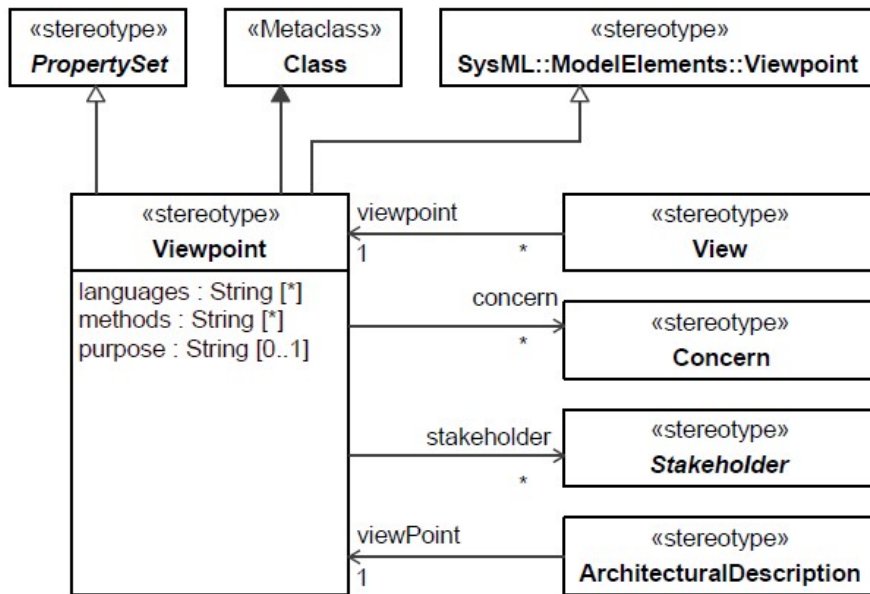 «stereotype»
PropertySet
«Metaclass»
Class
«stereotype»
SysML::ModelElements::Viewpoint
«stereotype»
Viewpoint
languages : String [*]
methods : String [*]
purpose : String [0..1]
viewpoint
1
*
«stereotype»
View
concern
*
«stereotype»
Concern
stakeholder
*
«stereotype»
Stakeholder
viewPoint
1
«stereotype»
ArchitecturalDescription